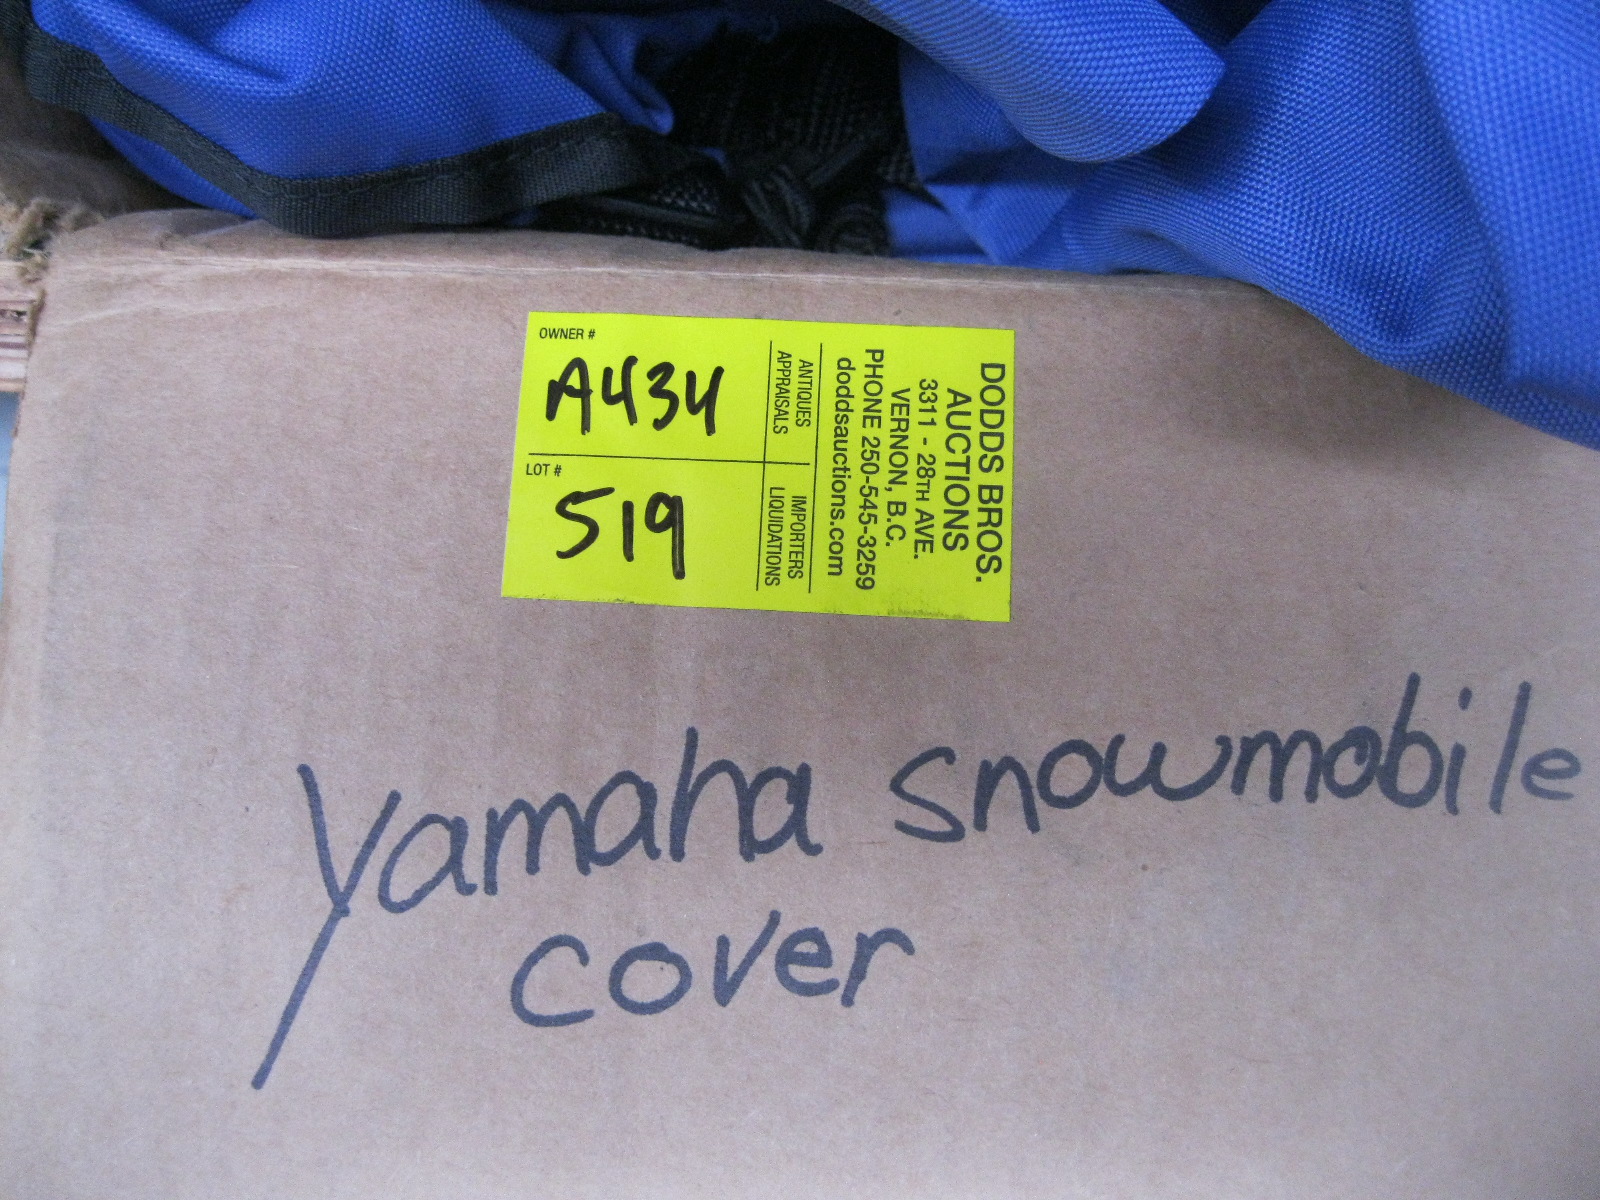 OWNER #
A434
LOT #
519
ANTIQUES
APPRAISALS
IMPORTERS
LIQUIDATIONS
DODDS BROS.
AUCTIONS
3311 - 28TH AVE.
VERNON, B.C.
PHONE 250-545-3259
doddsauctions.com
Yamaha snowmobile
cover